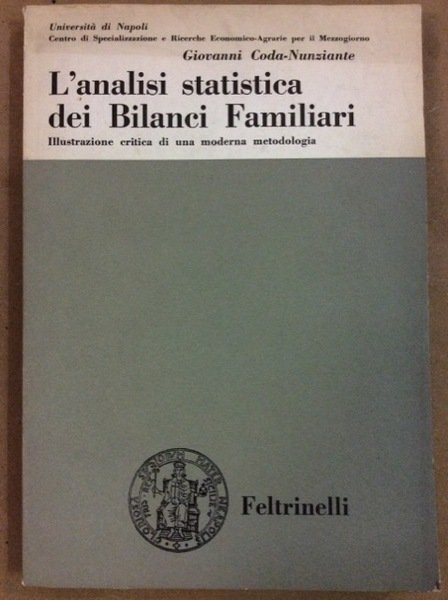 Università di Napoli
Centro di Specializzazione e Ricerche Economico-Agrarie per il Mezzogiorno
Giovanni Coda-Nunziante
L'analisi statistica
dei Bilanci Familiari
Illustrazione critica di una moderna metodologia
Feltrinelli